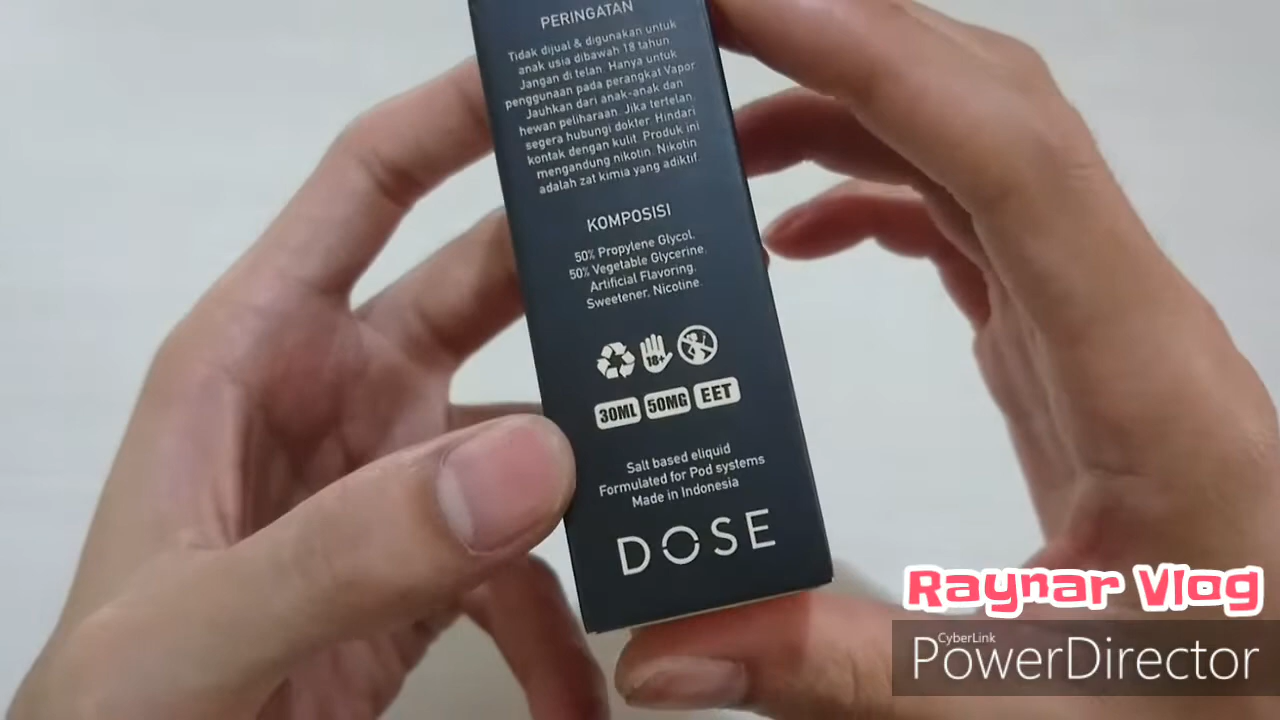 PERINGATAN
Tidak dijual & digunakan untuk
anak usia dibawah 18 tahun
Jangan di telan. Hanya untuk
penggunaan pada perangkat Vapor
Jauhkan dari anak-anak dan
hewan peliharaan. Jika tertelan,
segera hubungi dokter. Hindari
kontak dengan kulit. Produk ini
mengandung nikotin. Nikotin
adalah zat kimia yang adiktif.
KOMPOSISI
50% Propylene Glycol.
50% Vegetable Glycerine.
Artificial Flavoring.
Sweetener. Nicotine.
18+
30ML 50MG EET
Salt based eliquid
Formulated for Pod systems
Made in Indonesia
DOSE
Raynar Vlog
CyberLink
PowerDirector